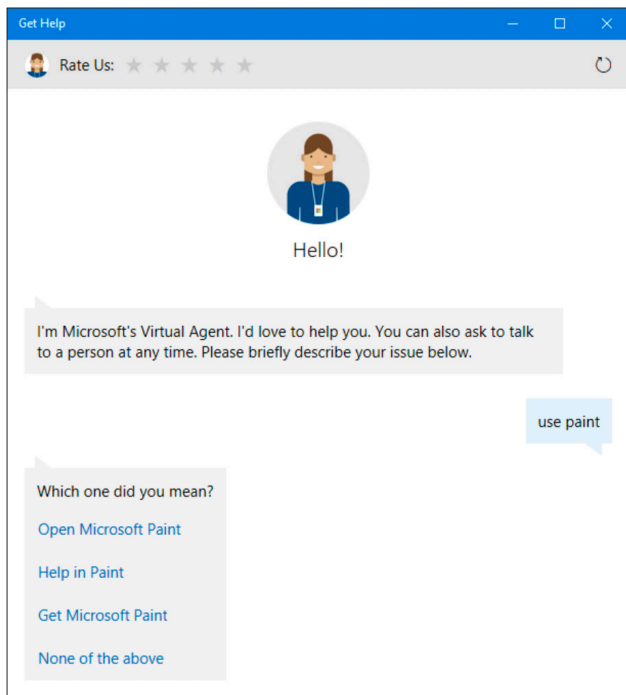 Get Help
Rate Us:
Hello!
I'm Microsoft's Virtual Agent. I'd love to help you. You can also ask to talk
to a person at any time. Please briefly describe your issue below.
use paint
Which one did you mean?
Open Microsoft Paint
Help in Paint
Get Microsoft Paint
None of the above